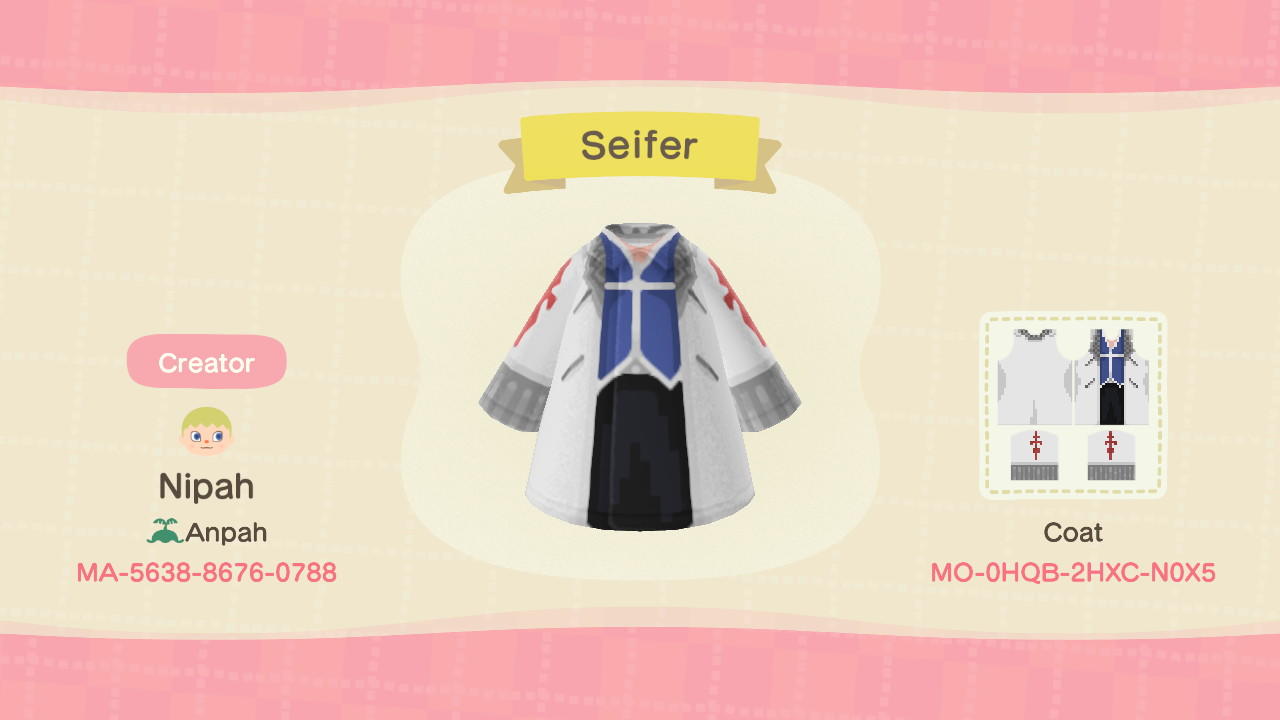 Seifer
Creator
Nipah
Anpah
MA-5638-8676-0788
Coat
MO-0HQB-2HXC-N0X5